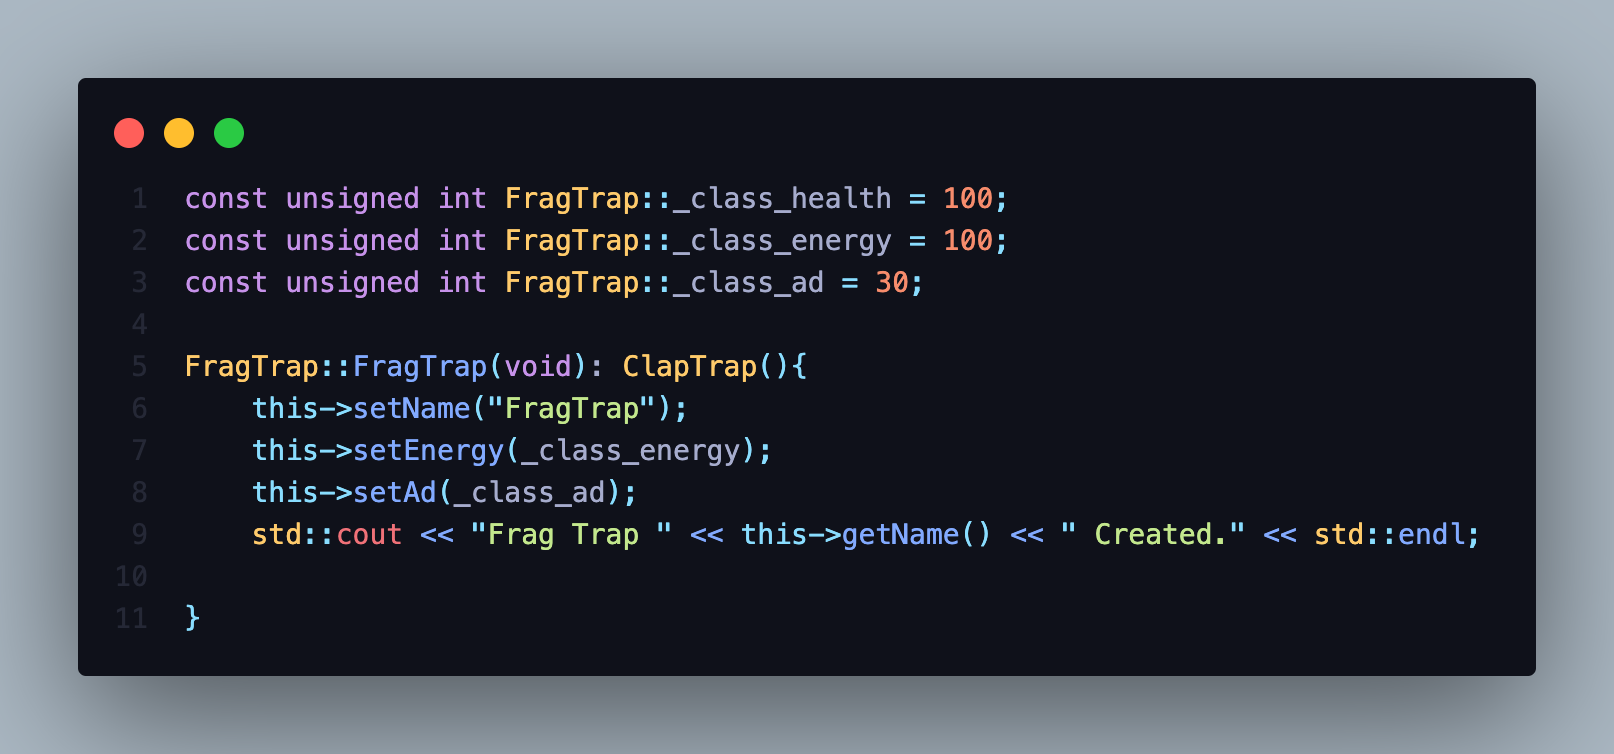 1 const unsigned int FragTrap::_class_health = 100;
2 const unsigned int FragTrap::_class_energy = 100;
3 const unsigned int FragTrap::_class_ad = 30;
4
5 FragTrap::FragTrap(void): ClapTrap(){
6     this->setName("FragTrap");
7     this->setEnergy(_class_energy);
8     this->setAd(_class_ad);
9     std::cout << "Frag Trap " << this->getName() << " Created." << std::endl;
10
11 }